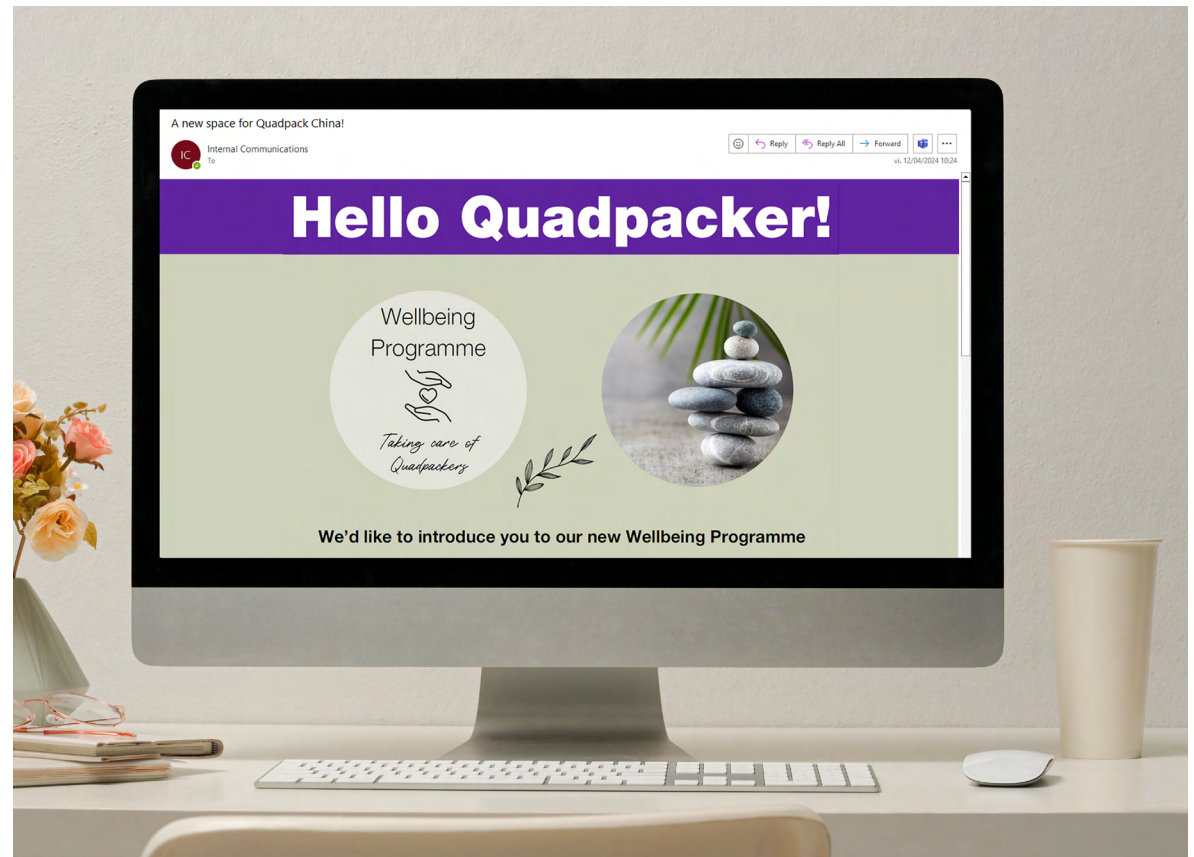 A new space for Quadpack China!
IC
Internal Communications
To
Reply
Reply All
Forward
vi. 12/04/2024 10:24
Hello Quadpacker!
Wellbeing
Programme
Taking care of
Quadpackers
We'd like to introduce you to our new Wellbeing Programme